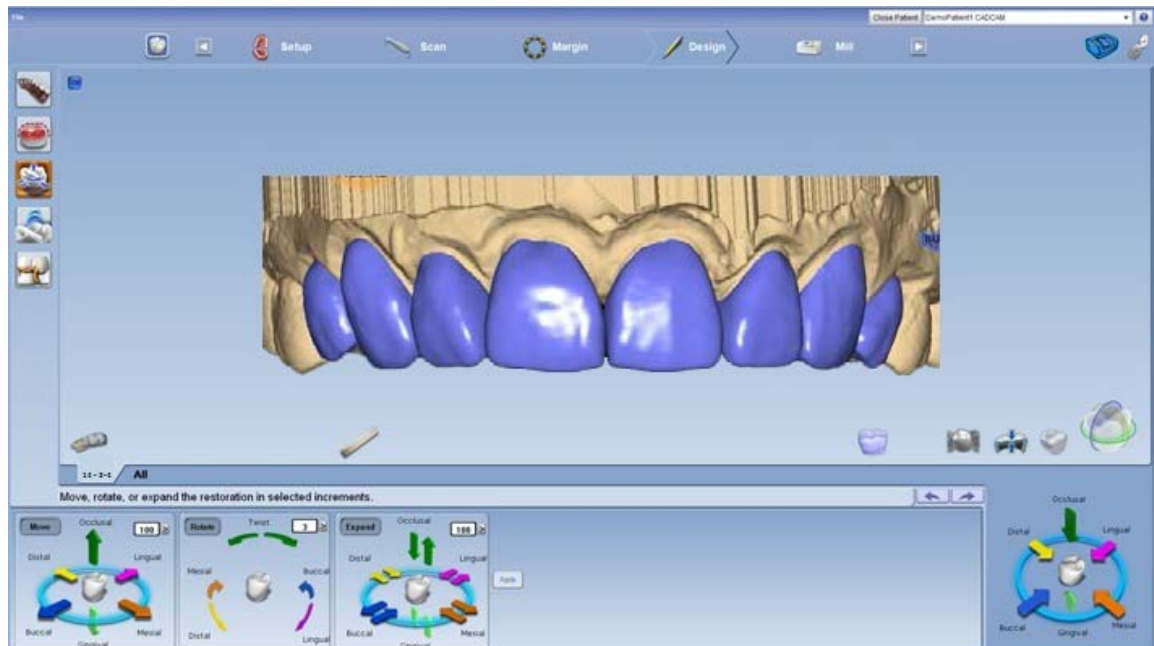 File
Close Patient DemoPatient1 CADCAM
Setup Scan Margin Design Mill
All
Move, rotate, or expand the restoration in selected increments.
Move Occlusal 100
Distal Lingual
Buccal Mesial
Gingival
Rotate Twist 3
Mesial Buccal
Distal Lingual
Expand Occlusal 100
Distal Lingual
Buccal Mesial
Gingival
Apply
Occlusal
Distal Lingual
Buccal Mesial
Gingival